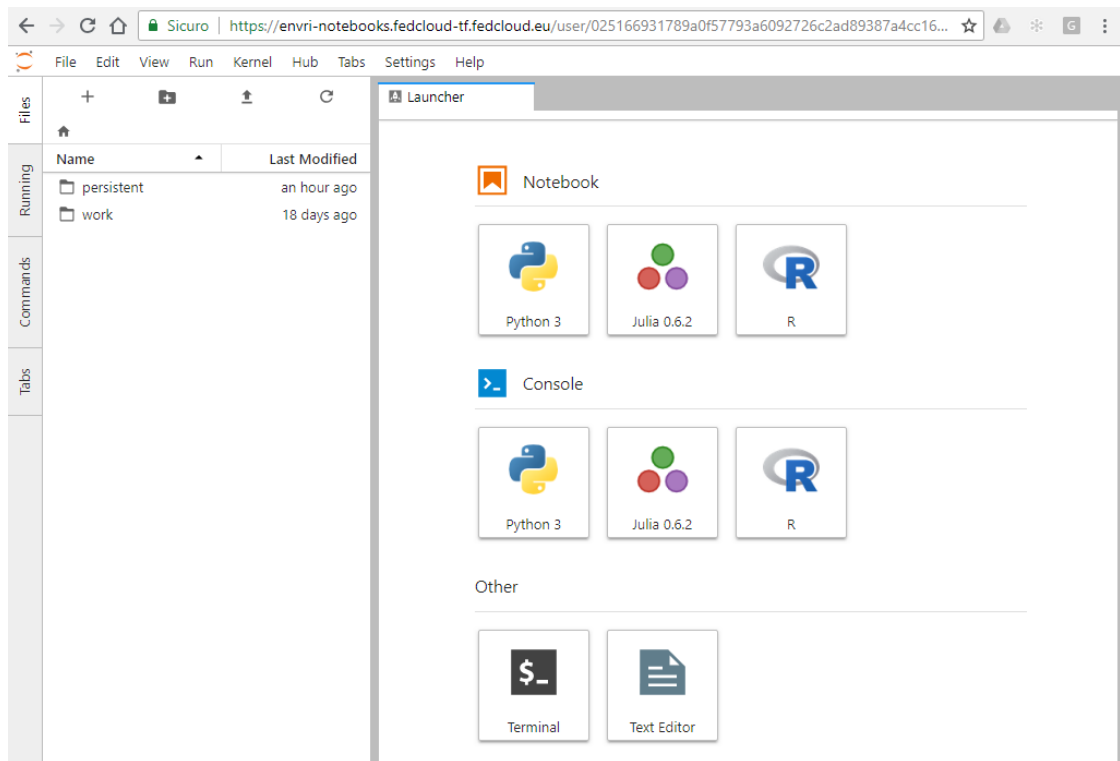 Sicuro | https://envri-notebooks.fedcloud-tf.fedcloud.eu/user/025166931789a0f57793a6092726c2ad89387a4cc16...
G
File Edit View Run Kernel Hub Tabs Settings Help
Files
Running
Commands
Tabs
Name Last Modified
persistent an hour ago
work 18 days ago
Launcher
Notebook
Python 3 Julia 0.6.2 R
Console
Python 3 Julia 0.6.2 R
Other
$_
Terminal Text Editor